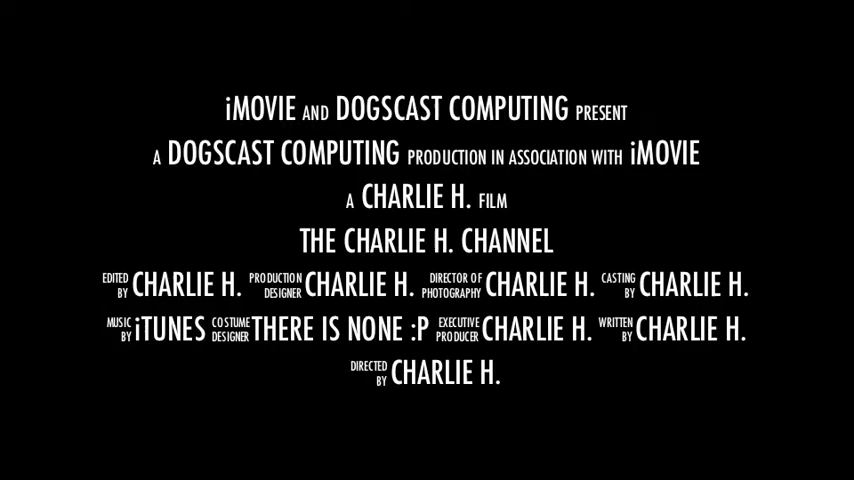 iMOVIE AND DOGSCAST COMPUTING PRESENT
A DOGSCAST COMPUTING PRODUCTION IN ASSOCIATION WITH iMOVIE
A CHARLIE H. FILM
THE CHARLIE H. CHANNEL
EDITED BY CHARLIE H. PRODUCTION DESIGNER CHARLIE H. DIRECTOR OF PHOTOGRAPHY CHARLIE H. CASTING BY CHARLIE H.
MUSIC BY iTUNES COSTUME DESIGNER THERE IS NONE :P EXECUTIVE PRODUCER CHARLIE H. WRITTEN BY CHARLIE H.
DIRECTED BY CHARLIE H.